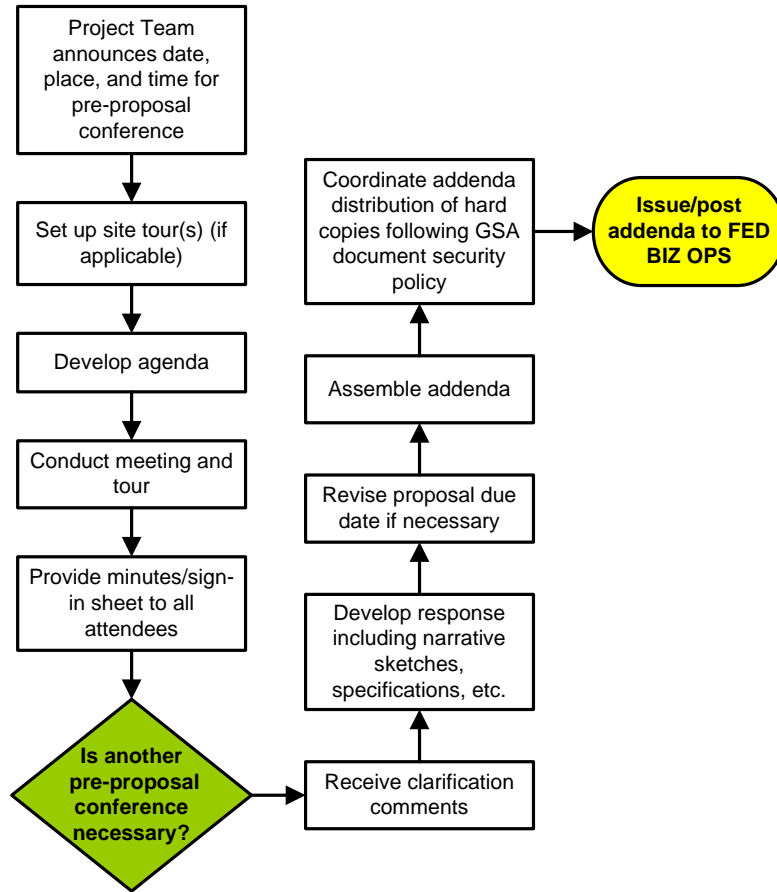 Project Team
announces date,
place, and time for
pre-proposal
conference
Set up site tour(s) (if
applicable)
Develop agenda
Conduct meeting and
tour
Provide minutes/sign-
in sheet to all
attendees
Is another
pre-proposal
conference
necessary?
Receive clarification
comments
Develop response
including narrative
sketches,
specifications, etc.
Revise proposal due
date if necessary
Assemble addenda
Coordinate addenda
distribution of hard
copies following GSA
document security
policy
Issue/post
addenda to FED
BIZ OPS